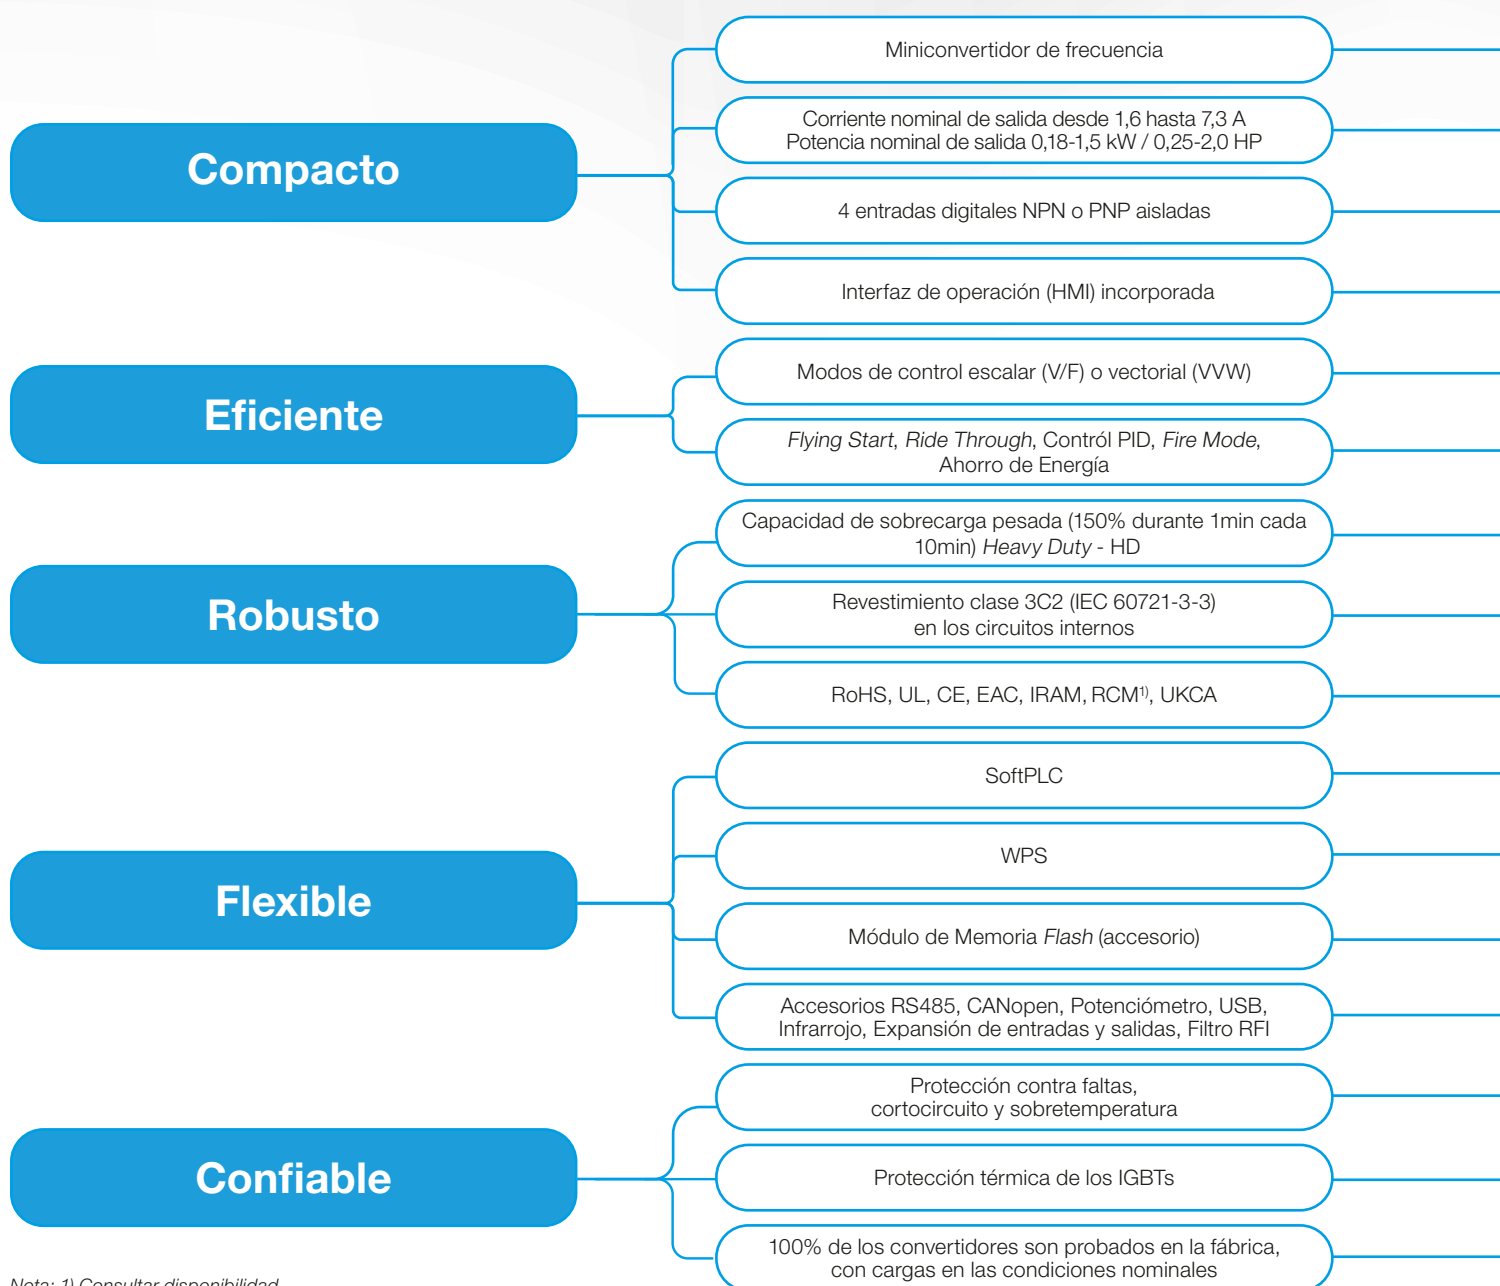 Compacto
Miniconvertidor de frecuencia
Corriente nominal de salida desde 1,6 hasta 7,3 A
Potencia nominal de salida 0,18-1,5 kW / 0,25-2,0 HP
4 entradas digitales NPN o PNP aisladas
Interfaz de operación (HMI) incorporada
Eficiente
Modos de control escalar (V/F) o vectorial (VVW)
Flying Start, Ride Through, Contról PID, Fire Mode,
Ahorro de Energía
Robusto
Capacidad de sobrecarga pesada (150% durante 1min cada
10min) Heavy Duty - HD
Revestimiento clase 3C2 (IEC 60721-3-3)
en los circuitos internos
RoHS, UL, CE, EAC, IRAM, RCM¹⁾, UKCA
Flexible
SoftPLC
WPS
Módulo de Memoria Flash (accesorio)
Accesorios RS485, CANopen, Potenciómetro, USB,
Infrarrojo, Expansión de entradas y salidas, Filtro RFI
Confiable
Protección contra faltas,
cortocircuito y sobretemperatura
Protección térmica de los IGBTs
100% de los convertidores son probados en la fábrica,
con cargas en las condiciones nominales
Nota: 1) Consultar disponibilidad